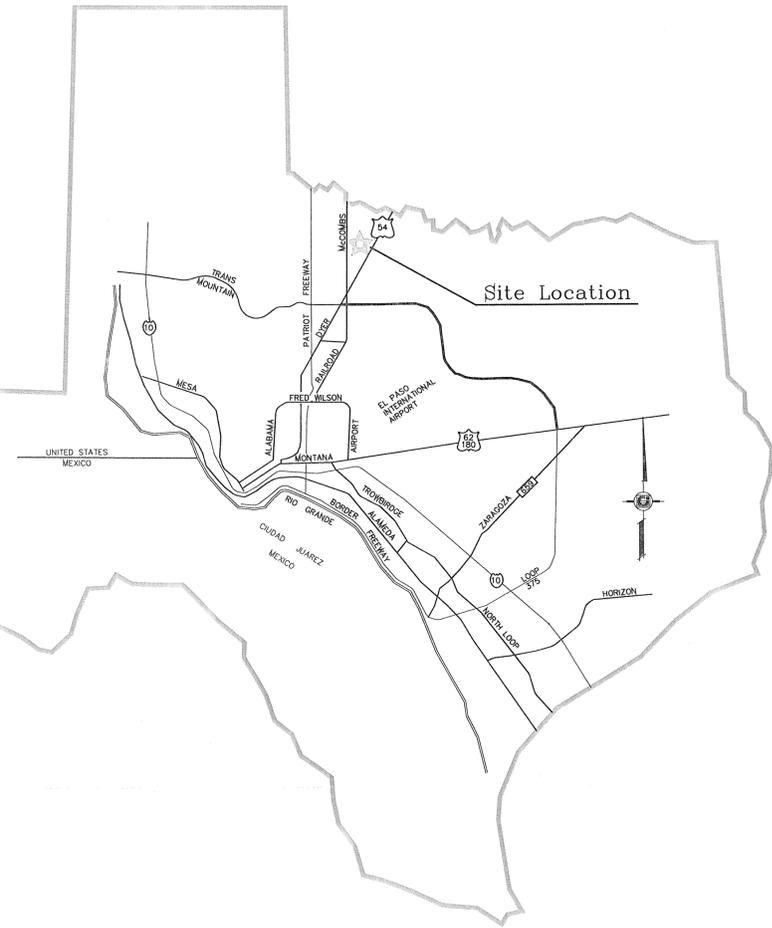 McCOMBS
54
TRANS
MOUNTAIN
PATRIOT FREEWAY
Site Location
10
DYER
RAILROAD
MESA
FRED WILSON
EL PASO
INTERNATIONAL
AIRPORT
ALABAMA
AIRPORT
62
180
UNITED STATES
MEXICO
MONTANA
TROWBRIDGE
ZARAGOZA
659
RIO GRANDE
BORDER FREEWAY
ALAMEDA
CIUDAD JUAREZ
MEXICO
10
LOOP
375
HORIZON
NORTH LOOP